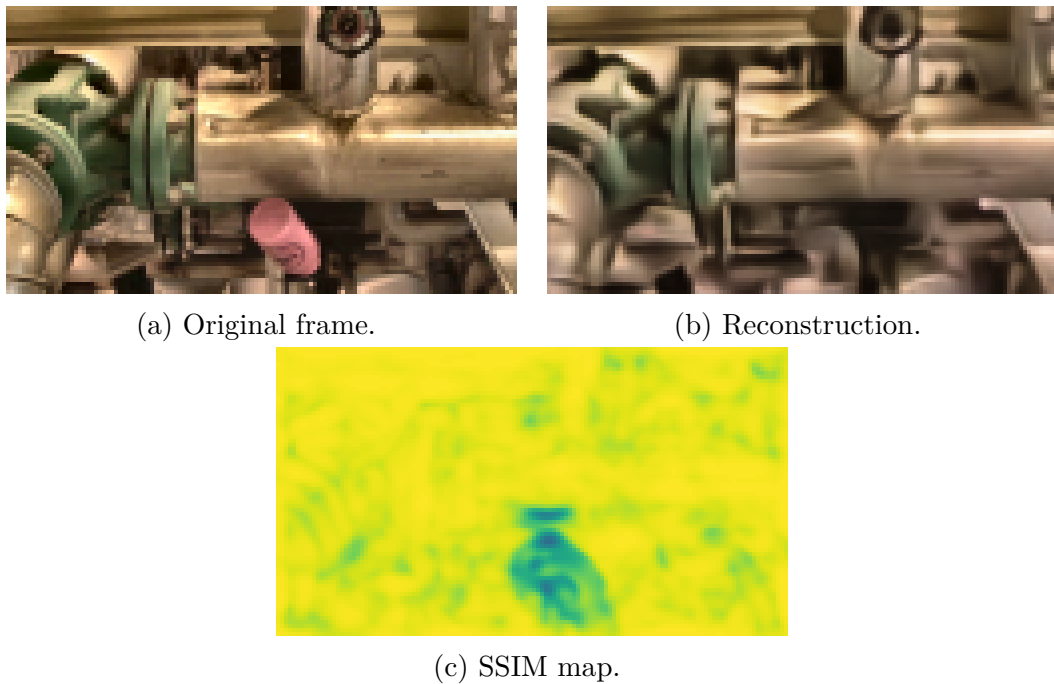 (a) Original frame.
(b) Reconstruction.
(c) SSIM map.